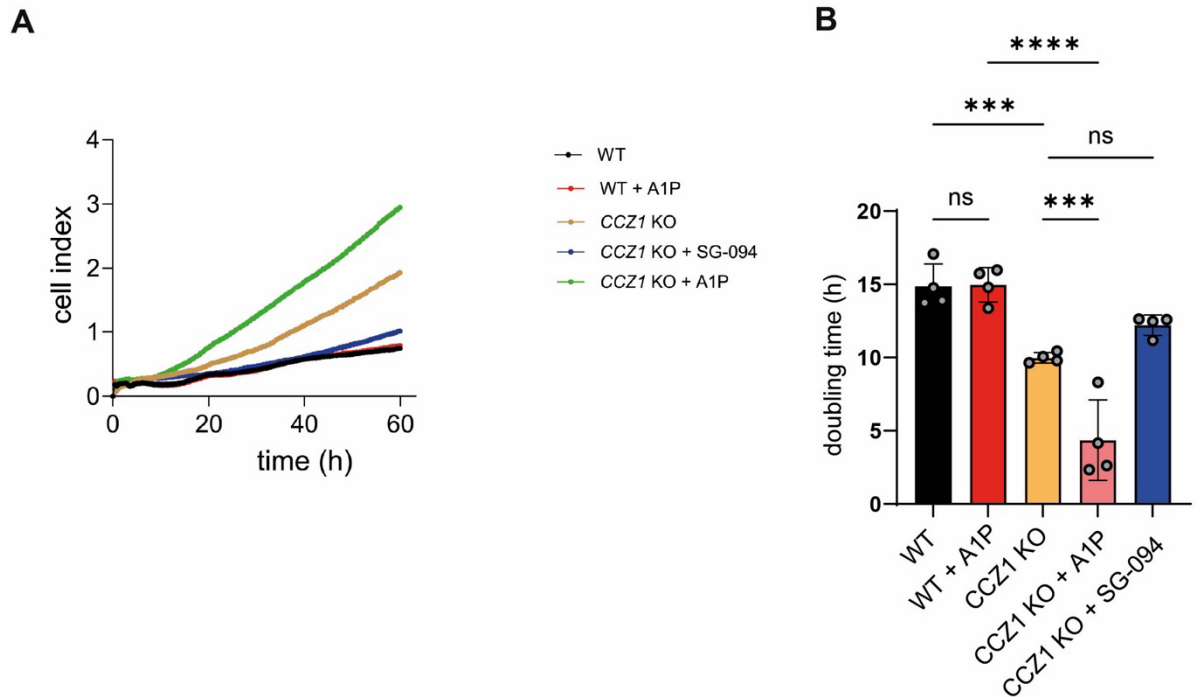 A
4
3
2
1
0
cell index
0
20
40
60
time (h)
WT
WT + A1P
CCZ1 KO
CCZ1 KO + SG-094
CCZ1 KO + A1P
B
****
***
ns
ns
***
20
15
10
5
0
doubling time (h)
WT
WT + A1P
CCZ1 KO
CCZ1 KO + A1P
CCZ1 KO + SG-094